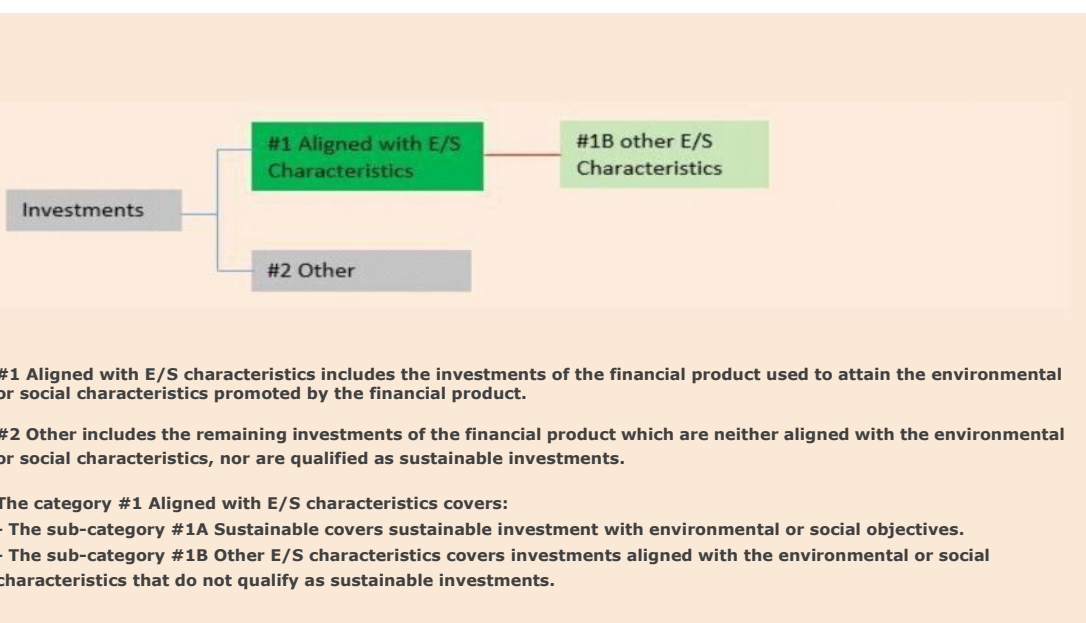 #1 Aligned with E/S
Characteristics
#1B other E/S
Characteristics
Investments
#2 Other
#1 Aligned with E/S characteristics includes the investments of the financial product used to attain the environmental
or social characteristics promoted by the financial product.
#2 Other includes the remaining investments of the financial product which are neither aligned with the environmental
or social characteristics, nor are qualified as sustainable investments.
The category #1 Aligned with E/S characteristics covers:
- The sub-category #1A Sustainable covers sustainable investment with environmental or social objectives.
- The sub-category #1B Other E/S characteristics covers investments aligned with the environmental or social
characteristics that do not qualify as sustainable investments.